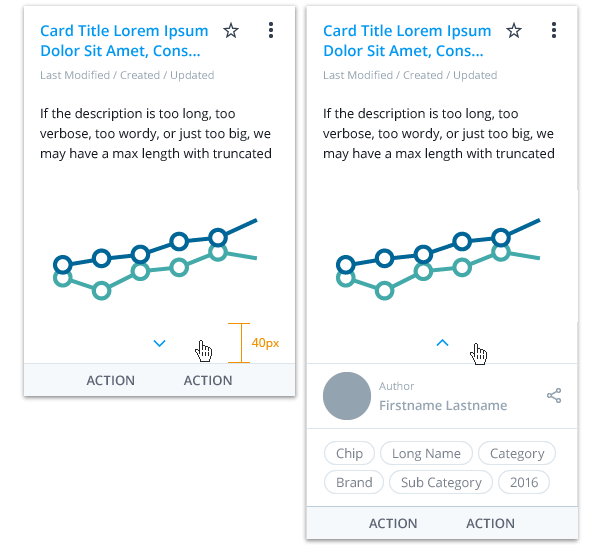 Card Title Lorem Ipsum
Dolor Sit Amet, Cons...
Last Modified / Created / Updated
If the description is too long, too
verbose, too wordy, or just too big, we
may have a max length with truncated
40px
ACTION ACTION
Card Title Lorem Ipsum
Dolor Sit Amet, Cons...
Last Modified / Created / Updated
If the description is too long, too
verbose, too wordy, or just too big, we
may have a max length with truncated
Author
Firstname Lastname
Chip Long Name Category
Brand Sub Category 2016
ACTION ACTION